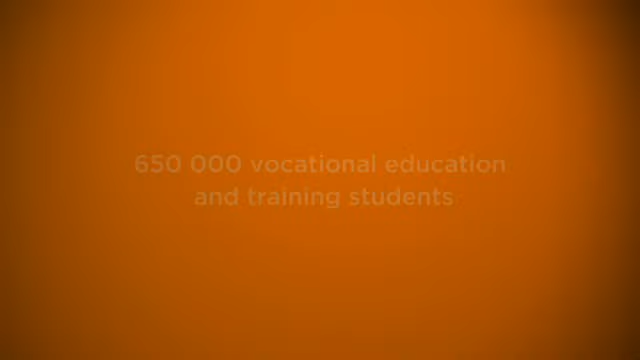 650 000 vocational education
and training students